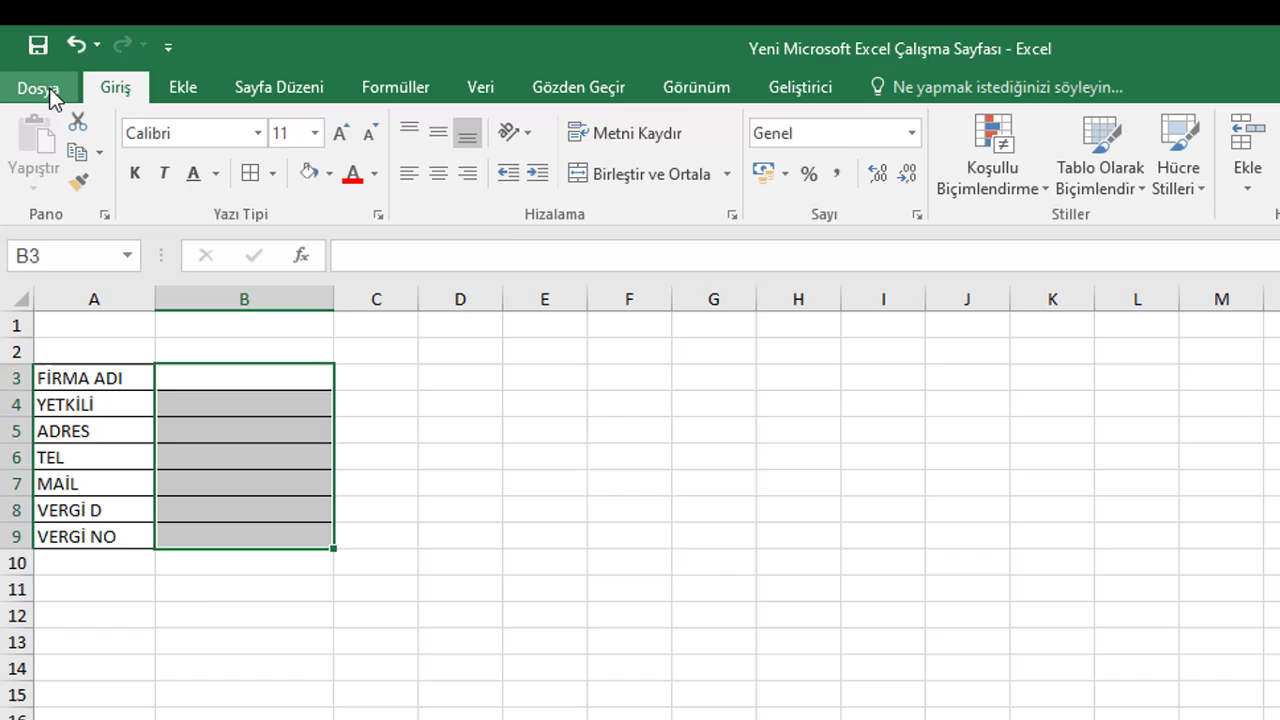 Yeni Microsoft Excel Çalışma Sayfası - Excel
Dosya Giriş Ekle Sayfa Düzeni Formüller Veri Gözden Geçir Görünüm Geliştirici Ne yapmak istediğinizi söyleyin...
Yapıştır
Pano
Calibri 11
K T A
Yazı Tipi
Metni Kaydır
Birleştir ve Ortala
Hizalama
Genel
% ,
Sayı
Koşullu
Biçimlendirme
Tablo Olarak
Biçimlendir
Hücre
Stilleri
Stiller
Ekle
B3 fx
A B C D E F G H I J K L M
1
2
3 FİRMA ADI
4 YETKİLİ
5 ADRES
6 TEL
7 MAİL
8 VERGİ D
9 VERGİ NO
10
11
12
13
14
15